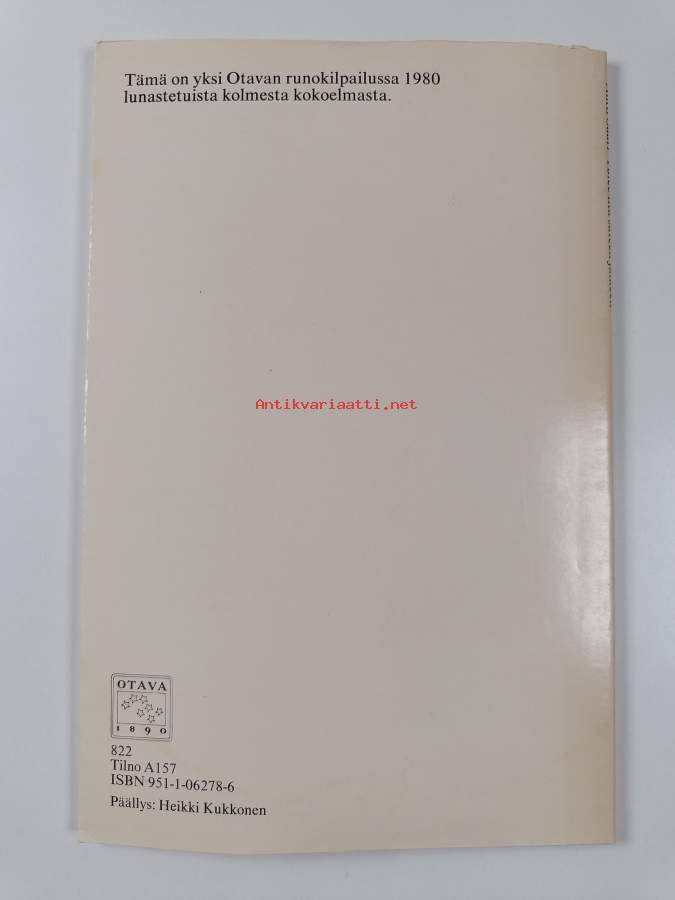 Tämä on yksi Otavan runokilpailussa 1980
lunastetuista kolmesta kokoelmasta.
Antikvariaatti.net
OTAVA
1890
822
Tilno A157
ISBN 951-1-06278-6
Päällys: Heikki Kukkonen